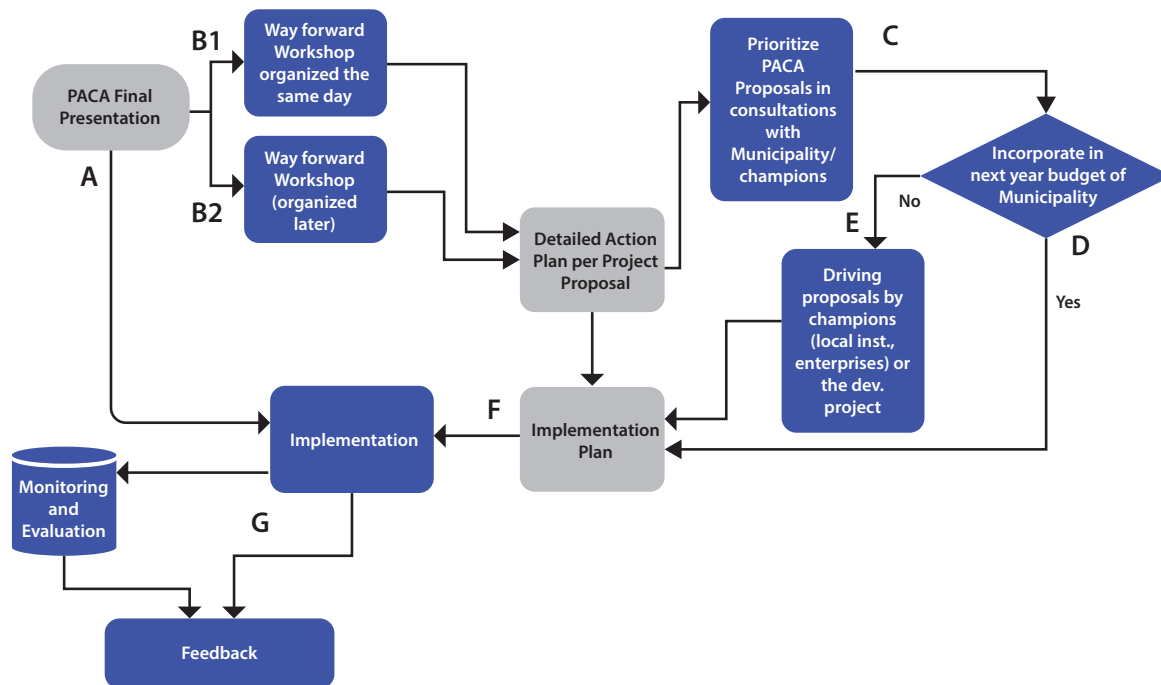 B1
Way forward
Workshop
organized the
same day
PACA Final
Presentation
A
B2
Way forward
Workshop
(organized
later)
Prioritize
PACA
Proposals in
consultations
with
Municipality/
champions
C
Incorporate in
next year budget of
Municipality
No
E
D
Yes
Detailed Action
Plan per Project
Proposal
Driving
proposals by
champions
(local inst.,
enterprises) or
the dev.
project
Implementation
Plan
F
Implementation
Monitoring
and
Evaluation
G
Feedback